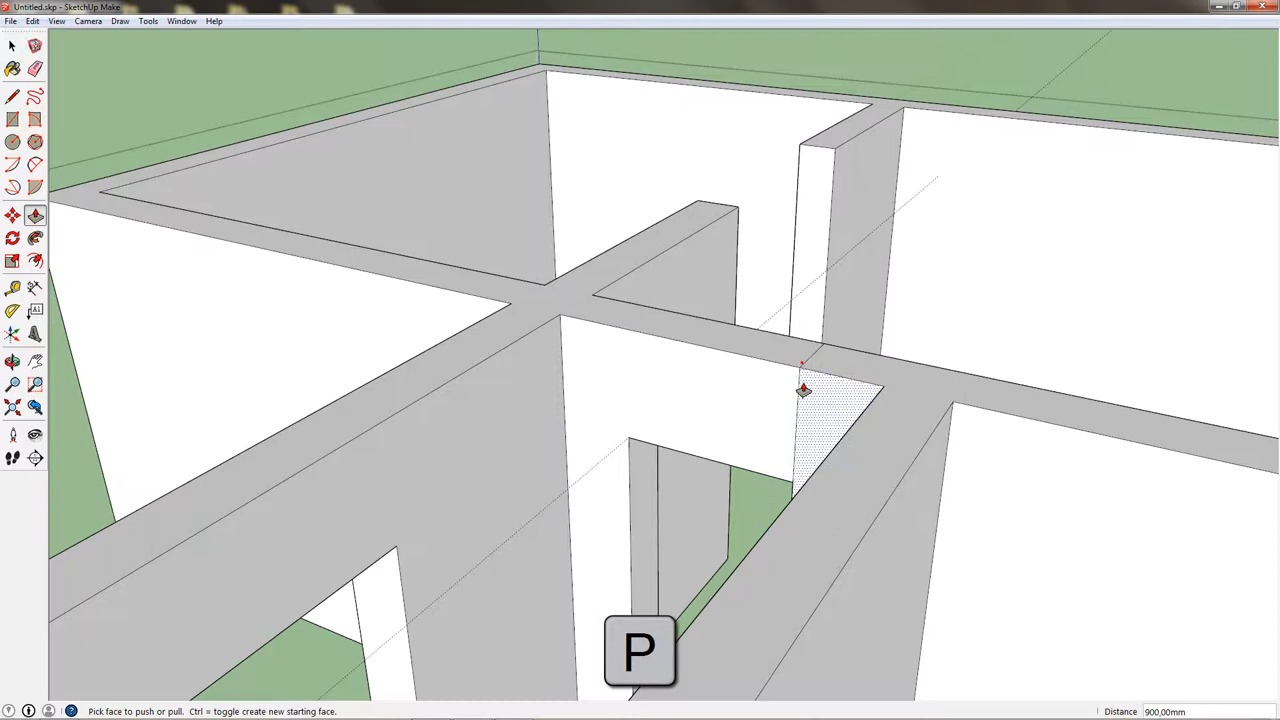 Untitled.skp - SketchUp Make
File Edit View Camera Draw Tools Window Help
A1
P
Pick face to push or pull. Ctrl = toggle create new starting face.
Distance 900,00mm